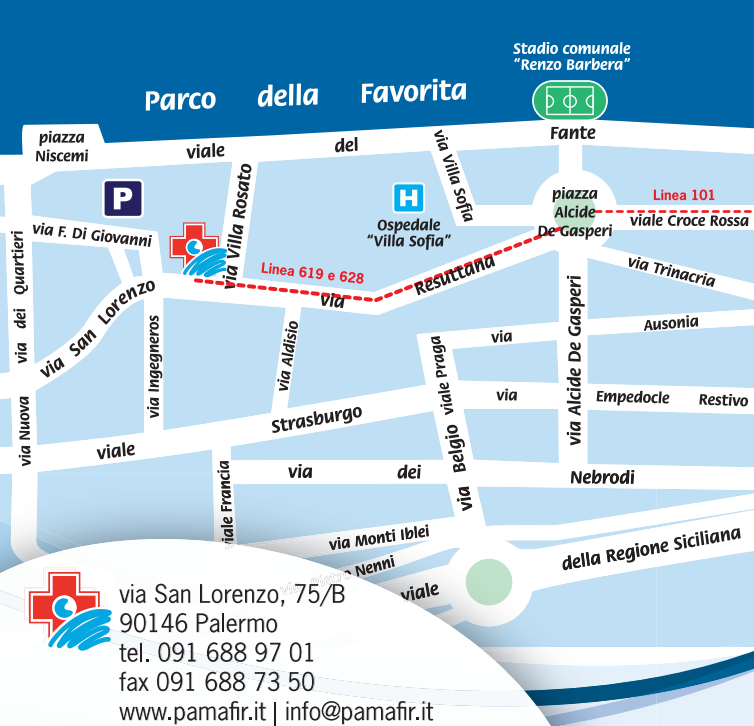 Stadio comunale
“Renzo Barbera”
Parco della Favorita
piazza
Niscemi
viale del Fante
via Villa Sofia
P
via Villa Rosato
H
Ospedale
“Villa Sofia”
piazza
Alcide
De Gasperi
Linea 101
viale Croce Rossa
via F. Di Giovanni
via dei Quartieri
Linea 619 e 628
via Resuttana
via Trinacria
via San Lorenzo
via Ingegneros
via Aldisio
viale Praga
via Alcide De Gasperi
via Ausonia
via Empedocle Restivo
via Nuova
viale Strasburgo
via Belgio
viale Francia
via dei Nebrodi
via Monti Iblei
Nenni
viale della Regione Siciliana
via San Lorenzo, 75/B
90146 Palermo
tel. 091 688 97 01
fax 091 688 73 50
www.pamafir.it | info@pamafir.it